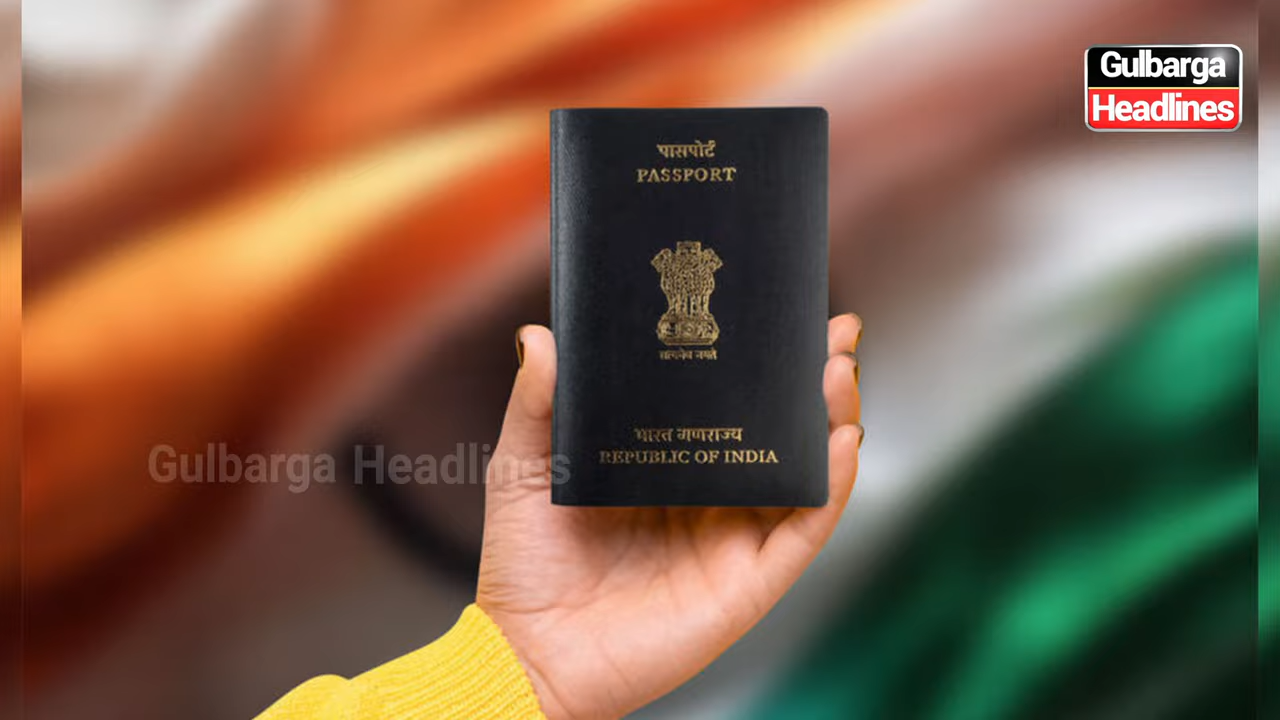 Gulbarga
Headlines
पासपोर्ट
PASSPORT
सत्यमेव जयते
भारत गणराज्य
REPUBLIC OF INDIA
Gulbarga Headlines